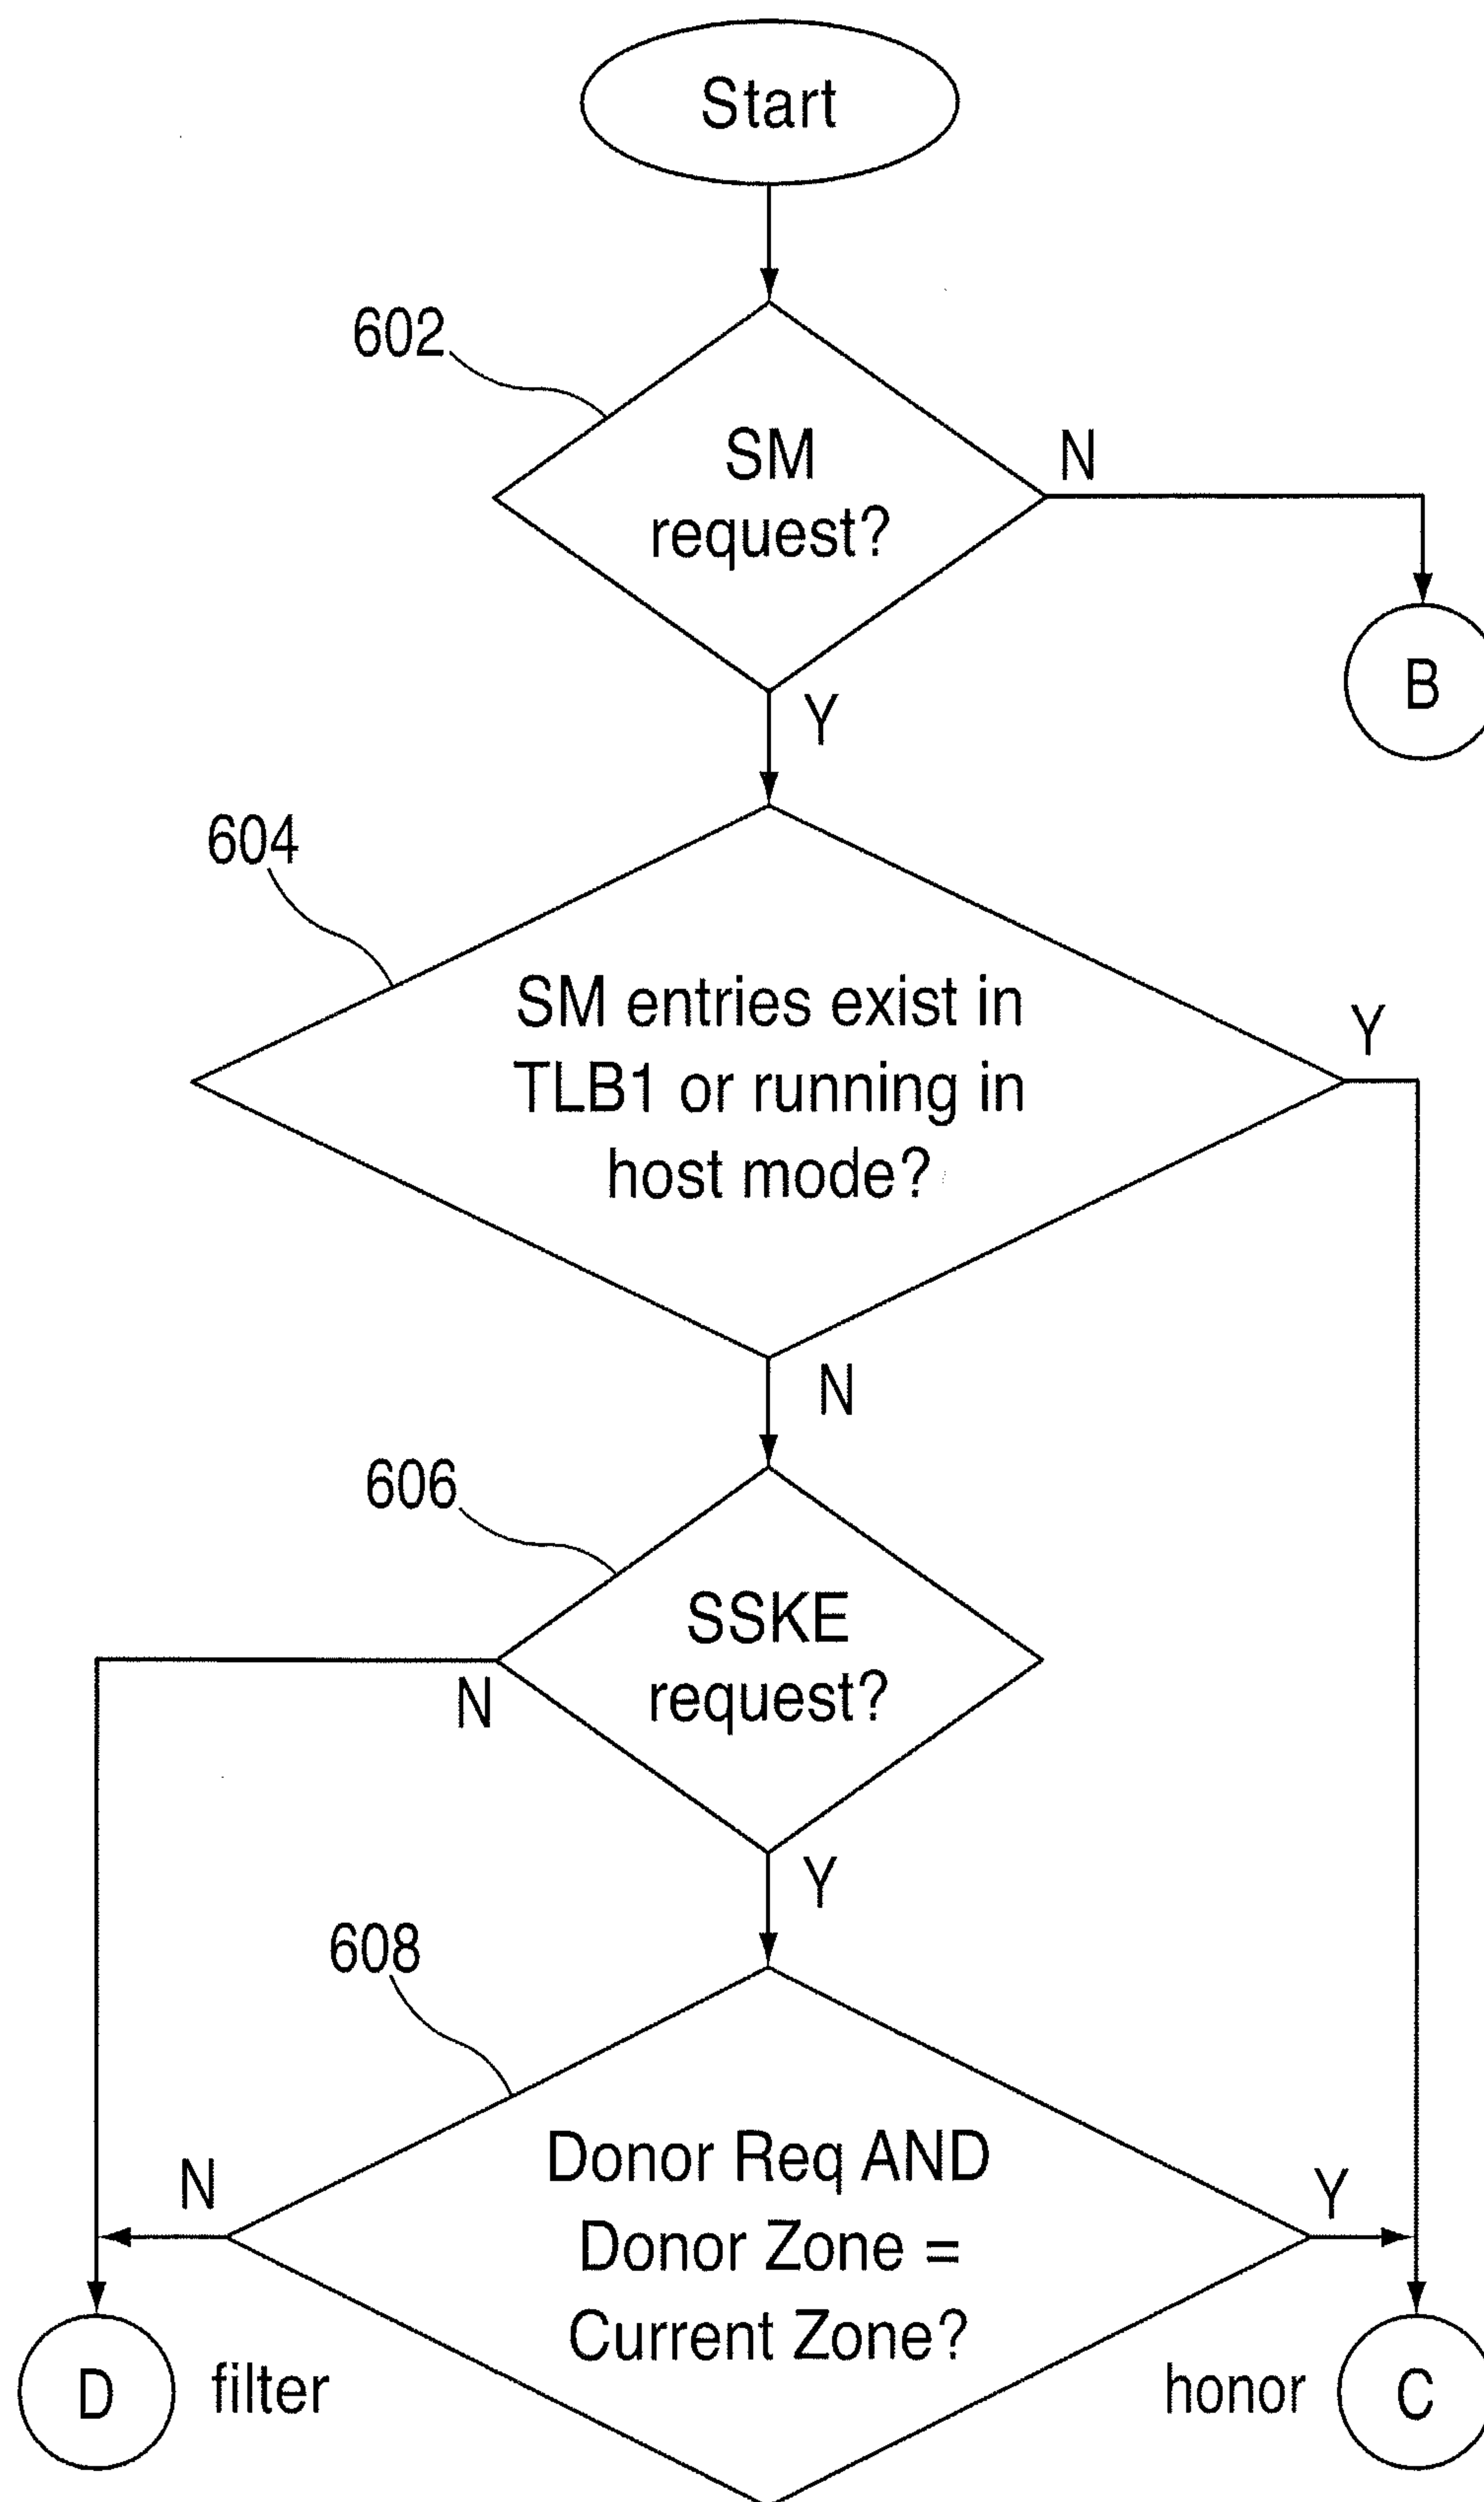 Start
602
SM
request?
N
B
Y
604
SM entries exist in
TLB1 or running in
host mode?
Y
N
606
SSKE
request?
N
Y
608
Donor Req AND
Donor Zone =
Current Zone?
N
Y
D
filter
honor
C